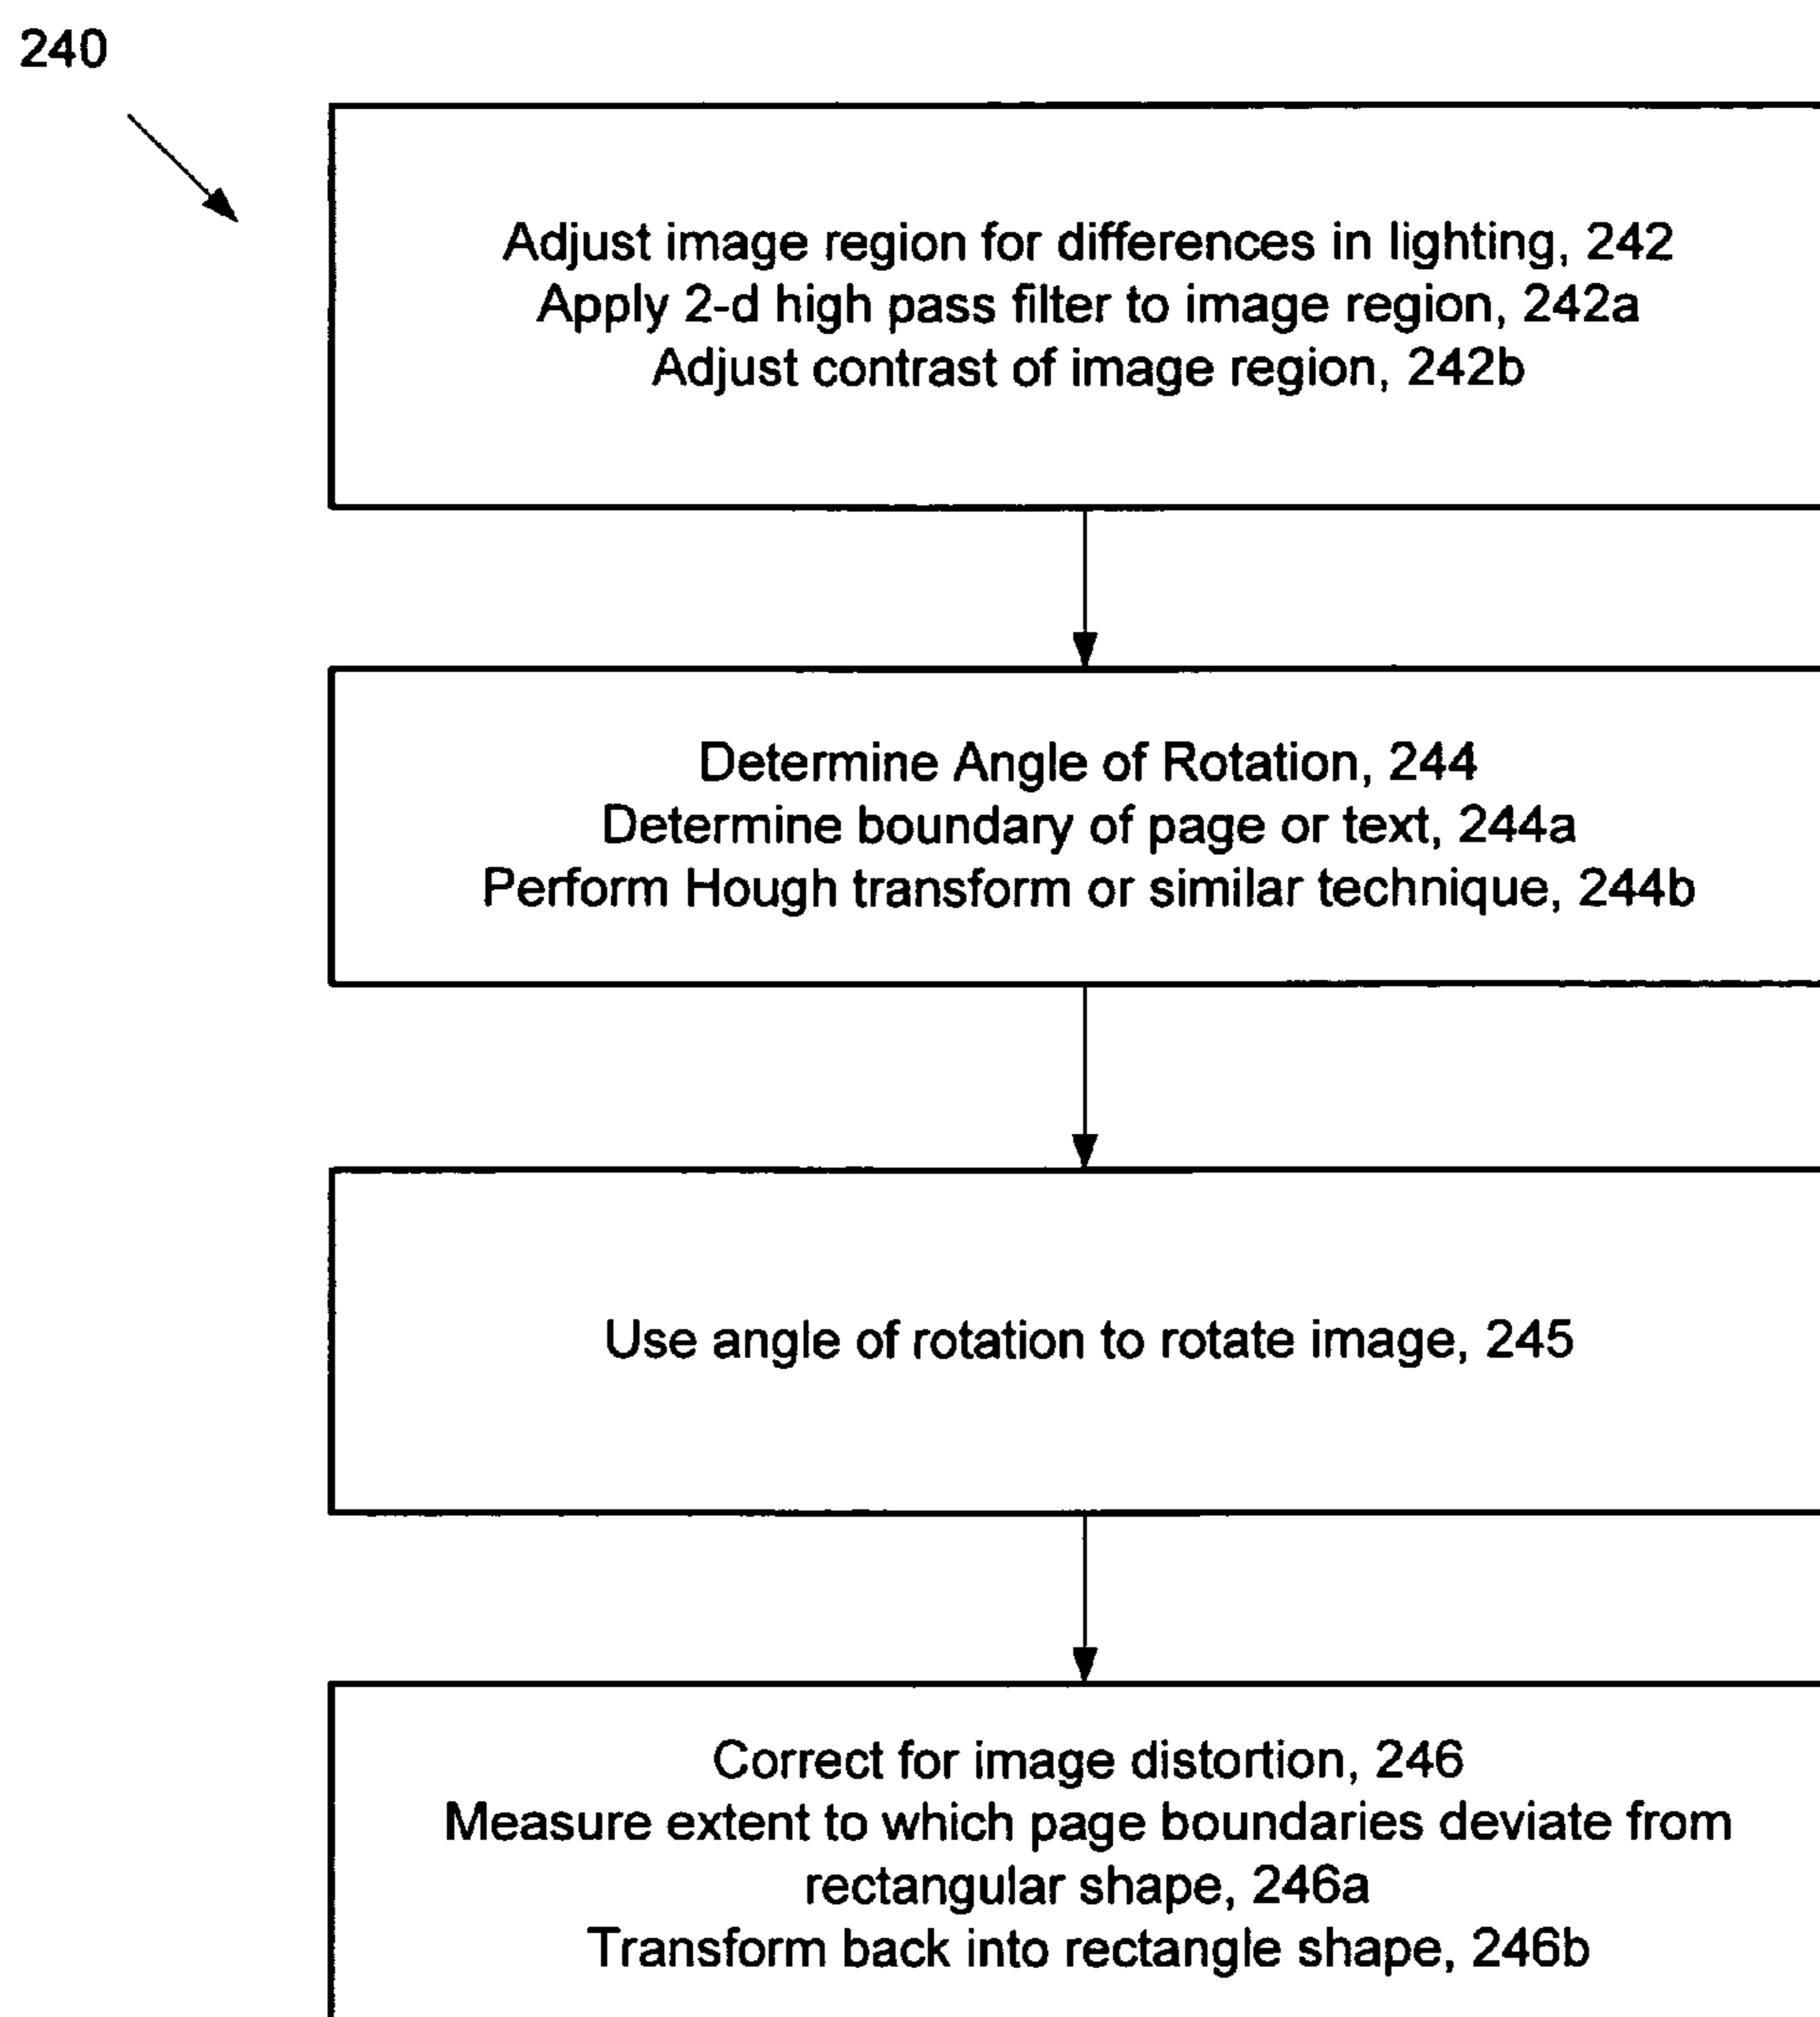 240
Adjust image region for differences in lighting, 242
Apply 2-d high pass filter to image region, 242a
Adjust contrast of image region, 242b
Determine Angle of Rotation, 244
Determine boundary of page or text, 244a
Perform Hough transform or similar technique, 244b
Use angle of rotation to rotate image, 245
Correct for image distortion, 246
Measure extent to which page boundaries deviate from
rectangular shape, 246a
Transform back into rectangle shape, 246b